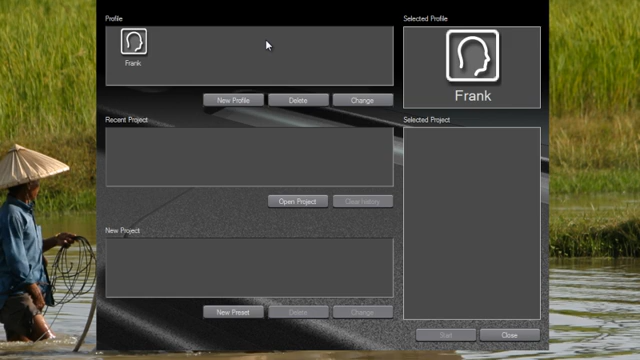 Profile
Selected Profile
Frank
Frank
New Profile
Delete
Change
Recent Project
Selected Project
Open Project
Clear history
New Project
New Preset
Delete
Change
Start
Close